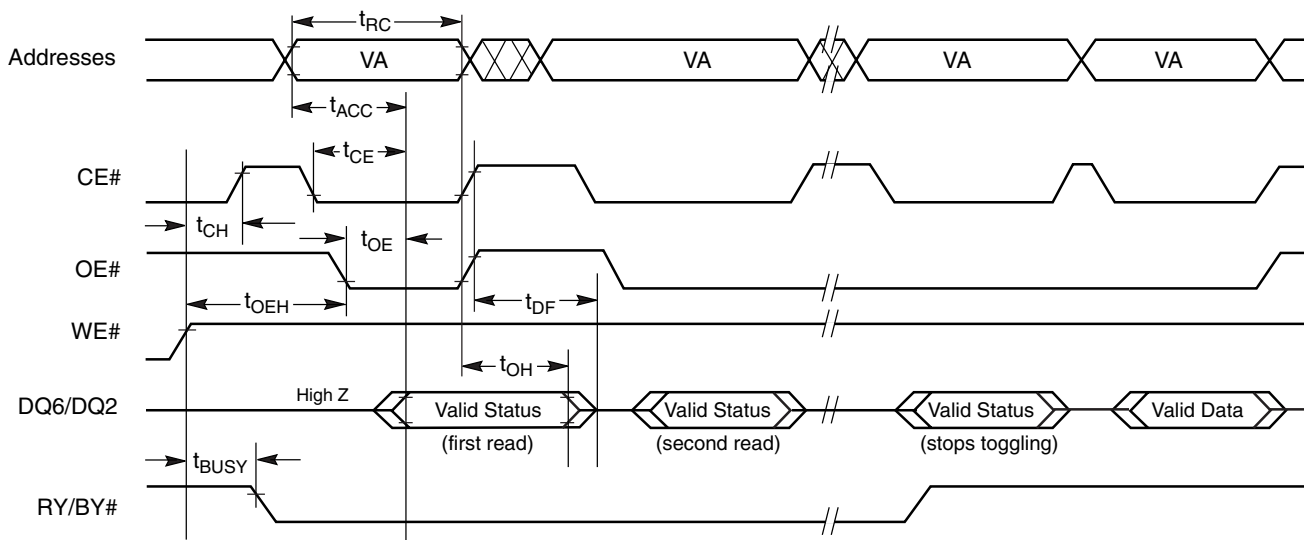 tRC
Addresses VA VA VA VA
tACC
tCE
CE#
tCH tOE
OE#
tOEH tDF
WE#
tOH
High Z
DQ6/DQ2 Valid Status Valid Status Valid Status Valid Data
(first read) (second read) (stops toggling)
tBUSY
RY/BY#